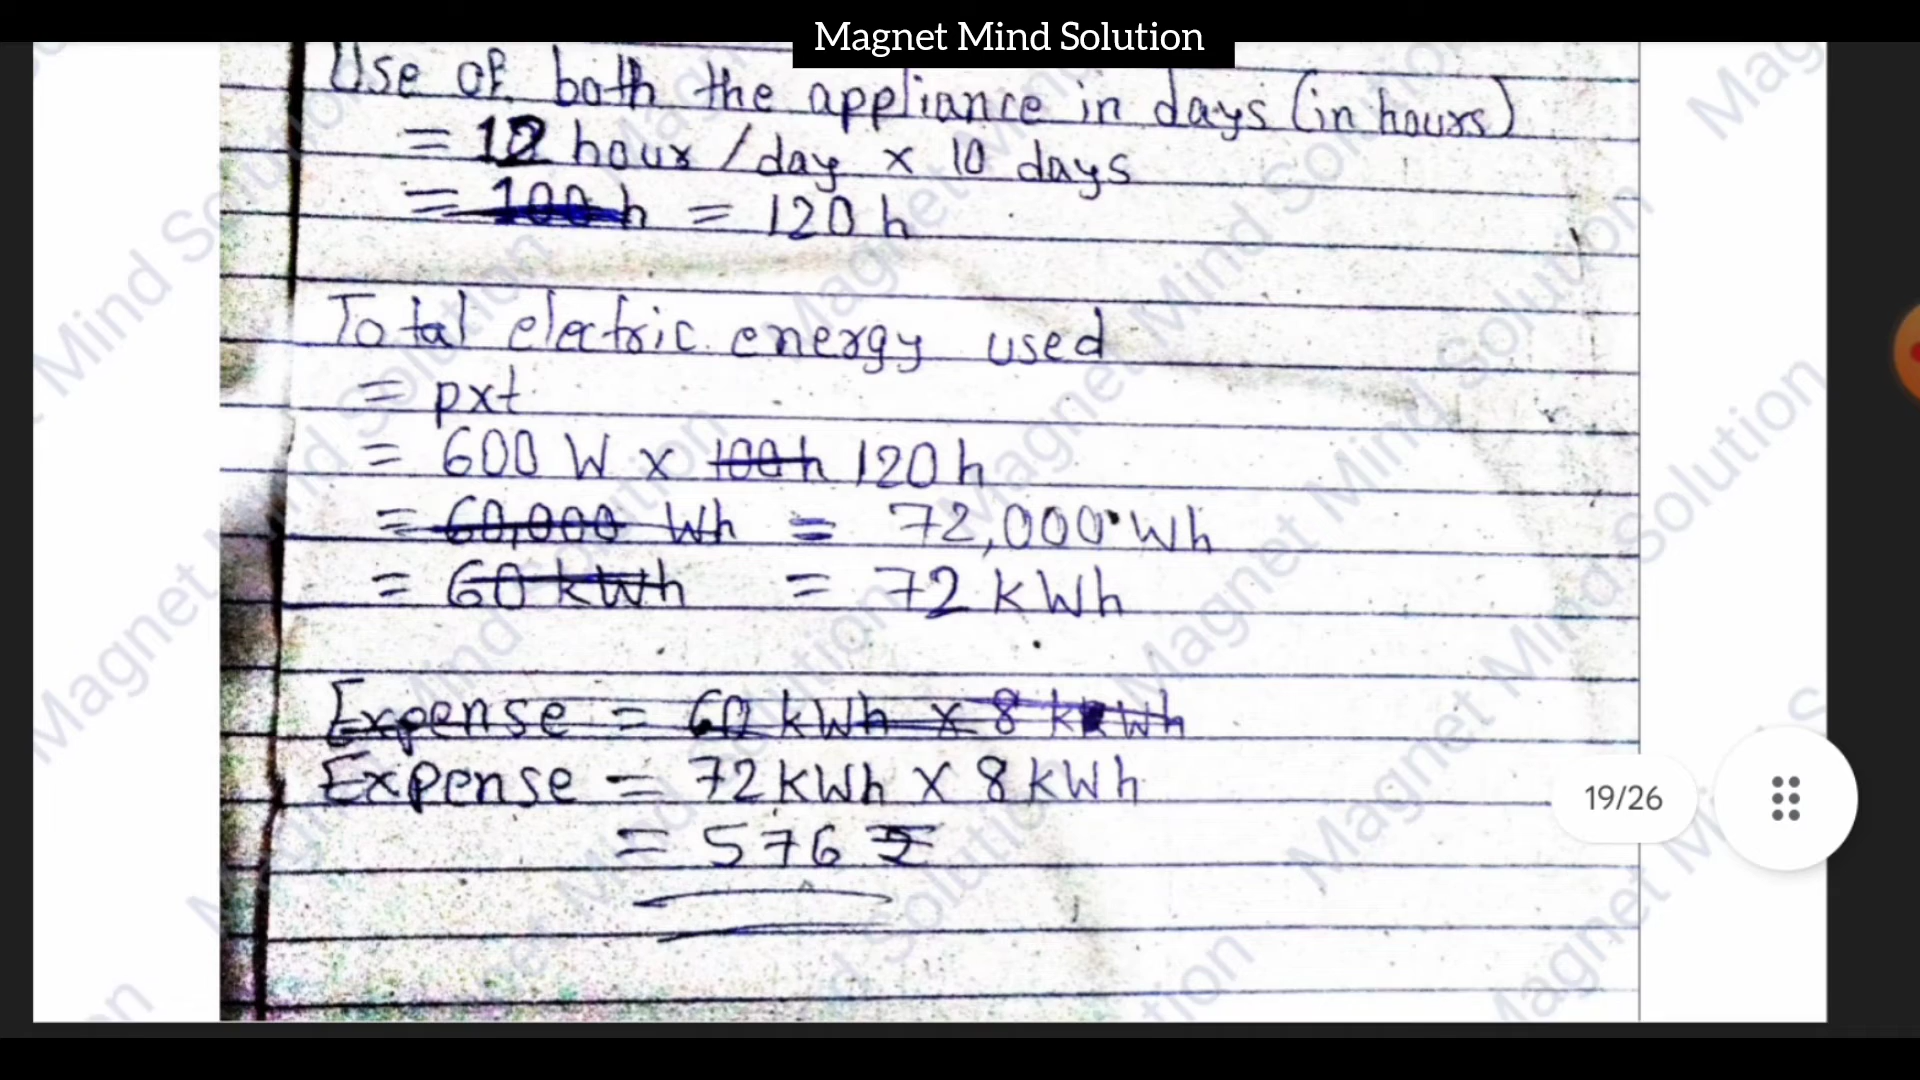 Magnet Mind Solution
Use of both the appliance in days (in hours)
= 12 hour /day x 10 days
= 100 h = 120 h
Total electric energy used
= pxt
= 600 W x 100 h 120 h
= 60,000 Wh = 72,000 Wh
= 60 kWh = 72 kWh
Expense = 60 kWh x 8 kWh
Expense = 72 kWh X 8 kWh
= 576 ₹
19/26